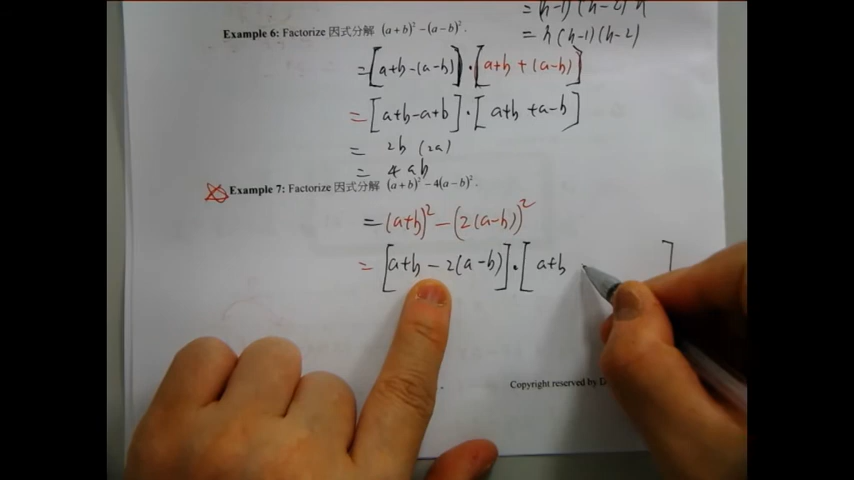 = (h-1)(h-2) h
= h(h-1)(h-2)
Example 6: Factorize 因式分解 (a+b)²-(a-b)².
= [a+b-(a-b)]·[a+b+(a-b)]
= [a+b-a+b]·[a+b+a-b]
= 2b (2a)
= 4ab
Example 7: Factorize 因式分解 (a+b)²-4(a-b)².
= (a+b)²-(2(a-b))²
= [a+b-2(a-b)]·[a+b ]
Copyright reserved by D